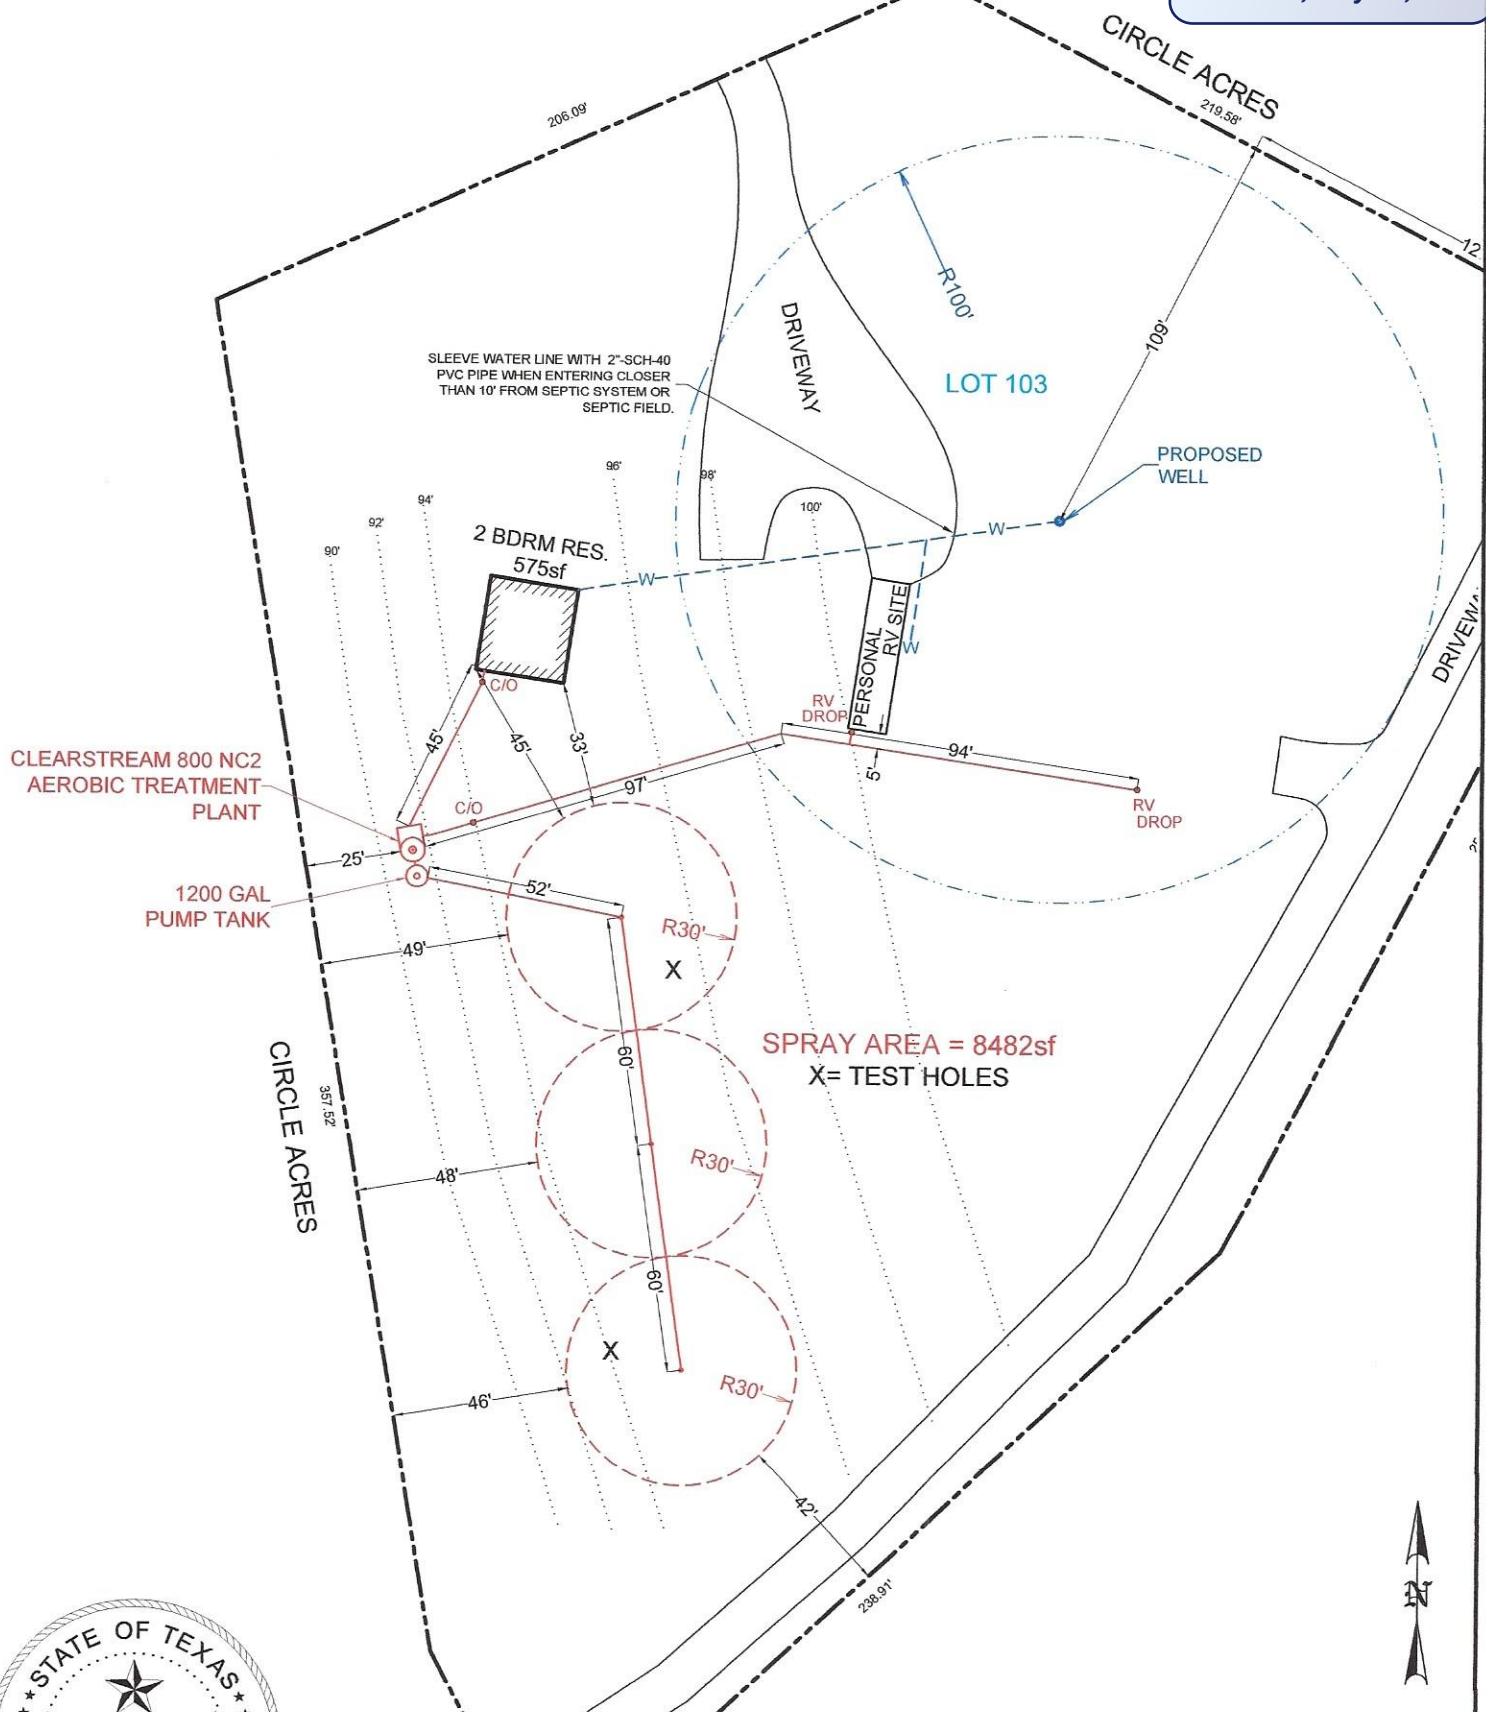 CIRCLE ACRES
219.58'
206.09'
12
R100'
109'
DRIVEWAY
LOT 103
SLEEVE WATER LINE WITH 2"-SCH-40
PVC PIPE WHEN ENTERING CLOSER
THAN 10' FROM SEPTIC SYSTEM OR
SEPTIC FIELD.
PROPOSED
WELL
96'
98'
100'
94'
92'
90'
2 BDRM RES.
575sf
W
W
W
PERSONAL
RV SITE
DRIVEWA
C/O
RV
DROP
45'
45'
33'
94'
5'
97'
CLEARSTREAM 800 NC2
AEROBIC TREATMENT
PLANT
C/O
RV
DROP
25'
1200 GAL
PUMP TANK
52'
R30'
49'
X
SPRAY AREA = 8482sf
X= TEST HOLES
60'
CIRCLE ACRES
357.52'
48'
R30'
60'
X
R30'
46'
42'
238.91'
N
STATE OF TEXAS